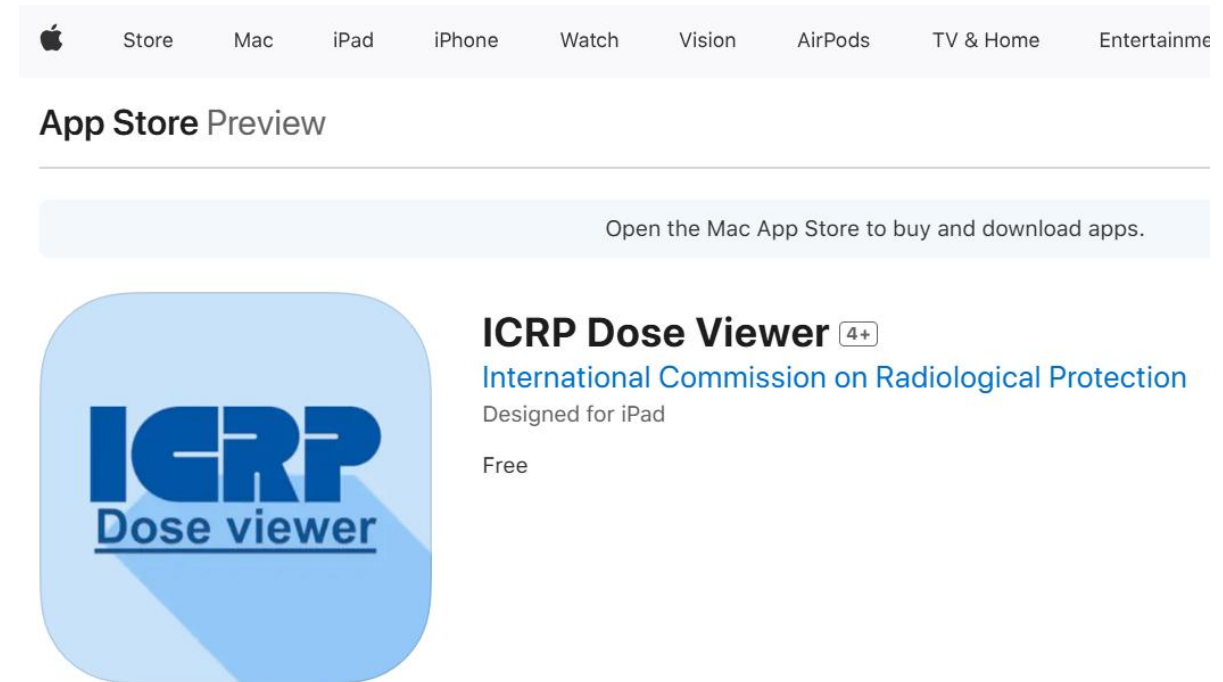 Store Mac iPad iPhone Watch Vision AirPods TV & Home Entertainme
App Store Preview
Open the Mac App Store to buy and download apps.
ICRP
Dose viewer
ICRP Dose Viewer 4+
International Commission on Radiological Protection
Designed for iPad
Free